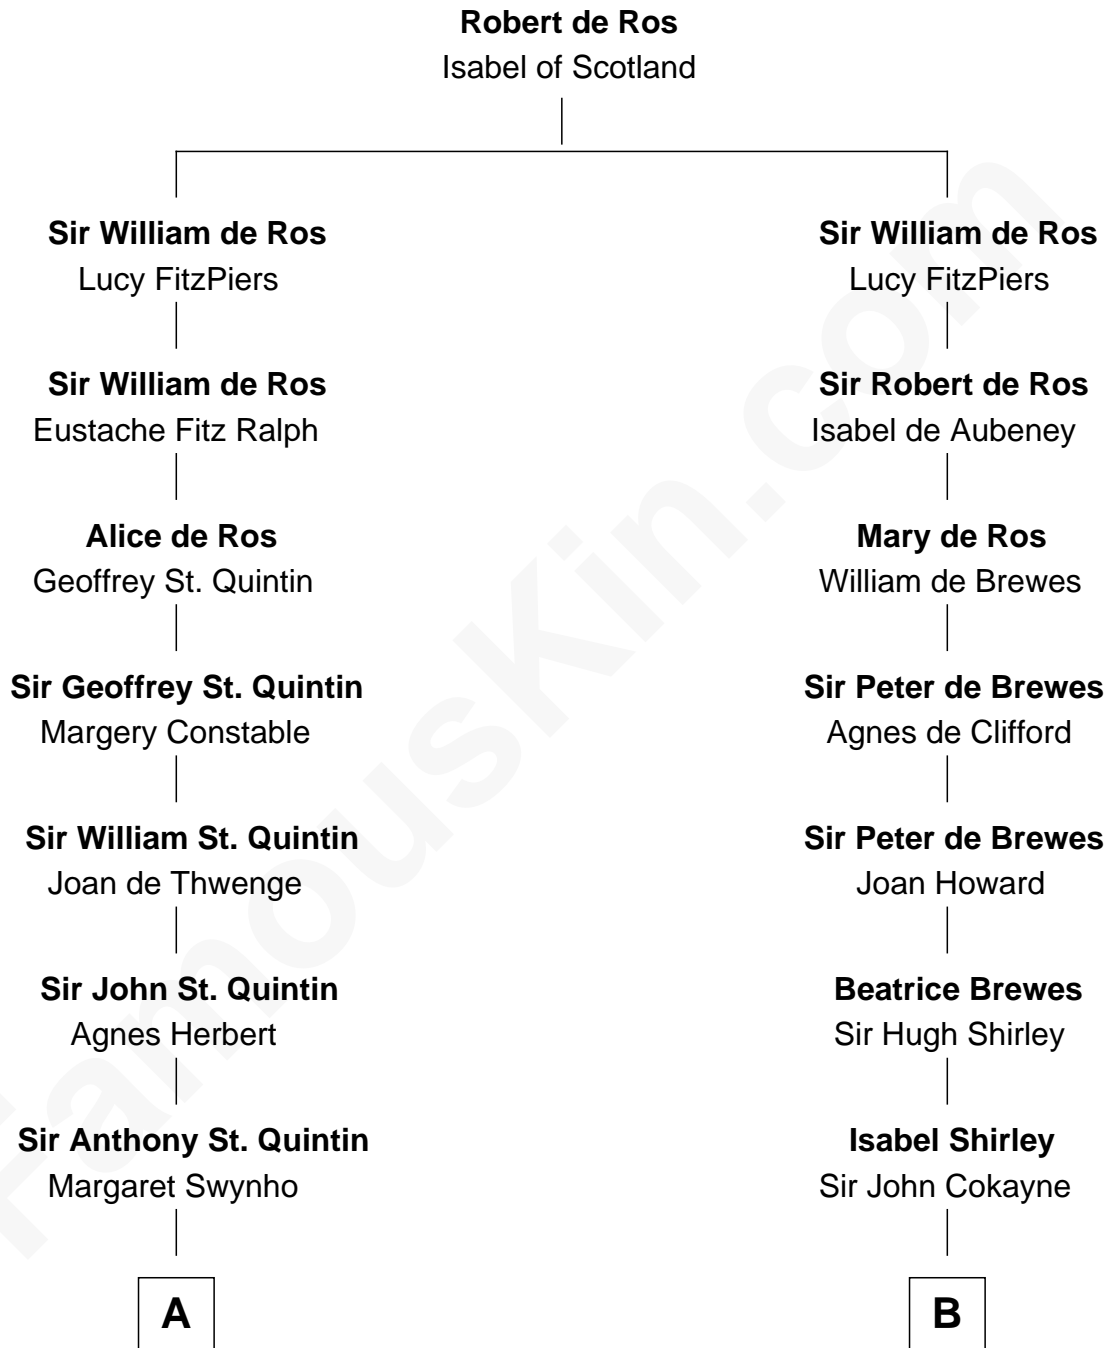 Robert de Ros
Isabel of Scotland
Sir William de Ros
Lucy FitzPiers
Sir William de Ros
Lucy FitzPiers
Sir William de Ros
Eustache Fitz Ralph
Sir Robert de Ros
Isabel de Aubeney
Alice de Ros
Geoffrey St. Quintin
Mary de Ros
William de Brewes
Sir Geoffrey St. Quintin
Margery Constable
Sir Peter de Brewes
Agnes de Clifford
Sir William St. Quintin
Joan de Thwenge
Sir Peter de Brewes
Joan Howard
Sir John St. Quintin
Agnes Herbert
Beatrice Brewes
Sir Hugh Shirley
Sir Anthony St. Quintin
Margaret Swynho
Isabel Shirley
Sir John Cokayne
A
B
FamousKin.com